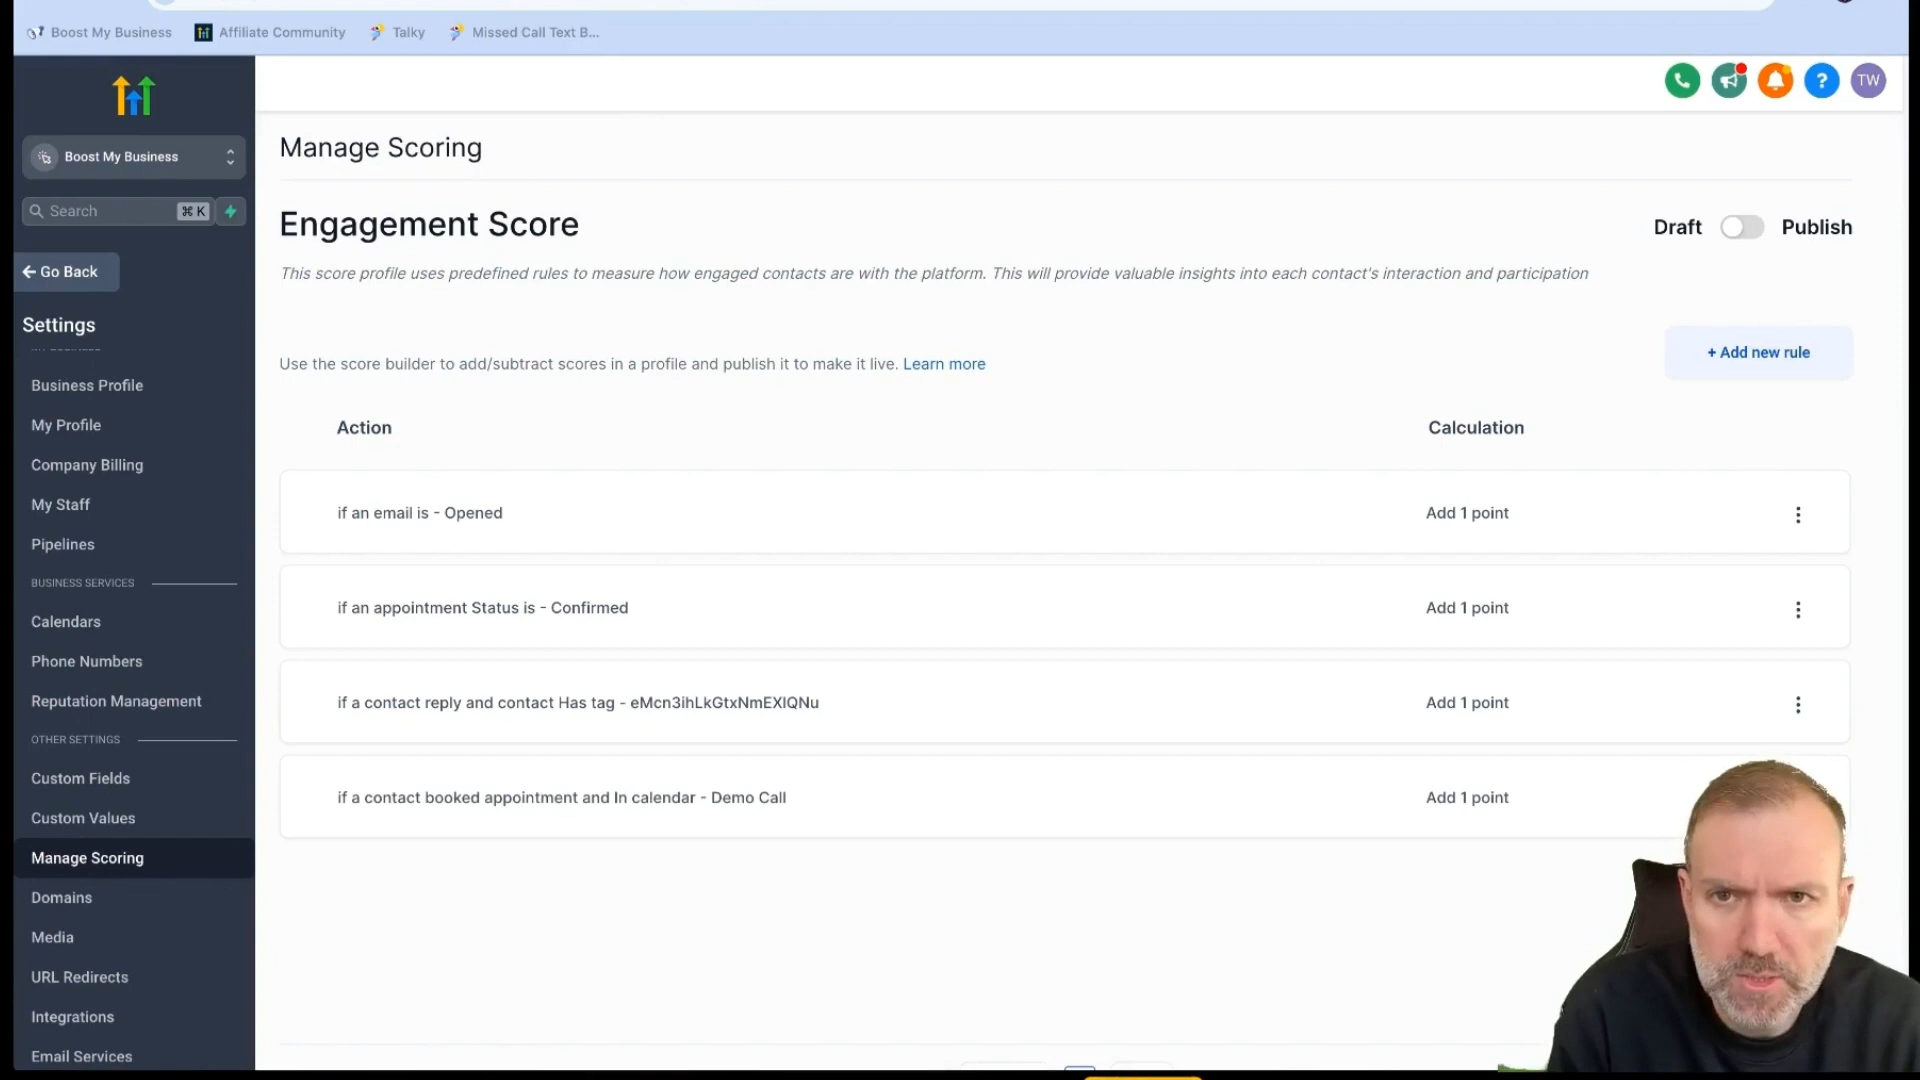 Boost My Business
Affiliate Community
Talky
Missed Call Text B...
TW
Boost My Business
Search
⌘ K
Go Back
Settings
Business Profile
My Profile
Company Billing
My Staff
Pipelines
BUSINESS SERVICES
Calendars
Phone Numbers
Reputation Management
OTHER SETTINGS
Custom Fields
Custom Values
Manage Scoring
Domains
Media
URL Redirects
Integrations
Email Services
Manage Scoring
Engagement Score
Draft
Publish
This score profile uses predefined rules to measure how engaged contacts are with the platform. This will provide valuable insights into each contact's interaction and participation
Use the score builder to add/subtract scores in a profile and publish it to make it live. Learn more
+ Add new rule
Action
Calculation
if an email is - Opened
Add 1 point
if an appointment Status is - Confirmed
Add 1 point
if a contact reply and contact Has tag - eMcn3ihLkGtxNmEXIQNu
Add 1 point
if a contact booked appointment and In calendar - Demo Call
Add 1 point